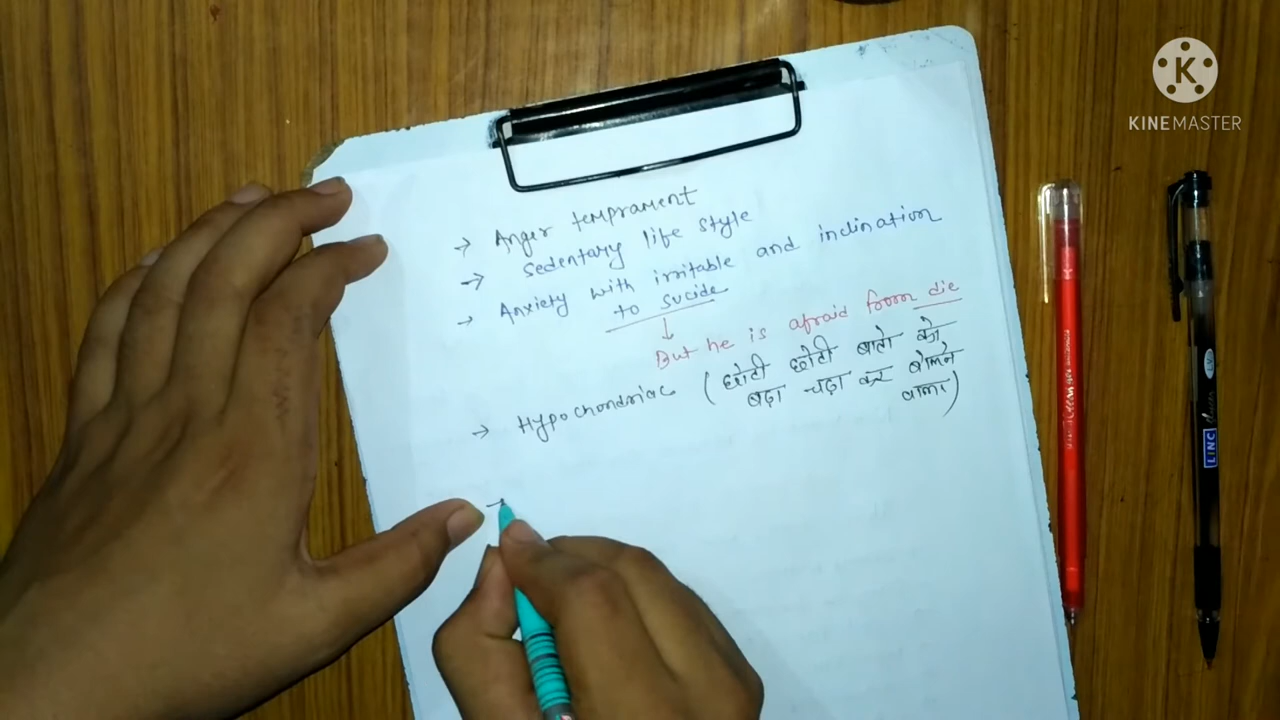 → Anger temprament
→ Sedentary life style
→ Anxiety with irritable and inclination
to sucide
↓
But he is afraid from die
→ Hypochondriac (छोटी छोटी बातो को
बढ़ा चढ़ा कर बोलने
वाला)
K
KINEMASTER
LINC